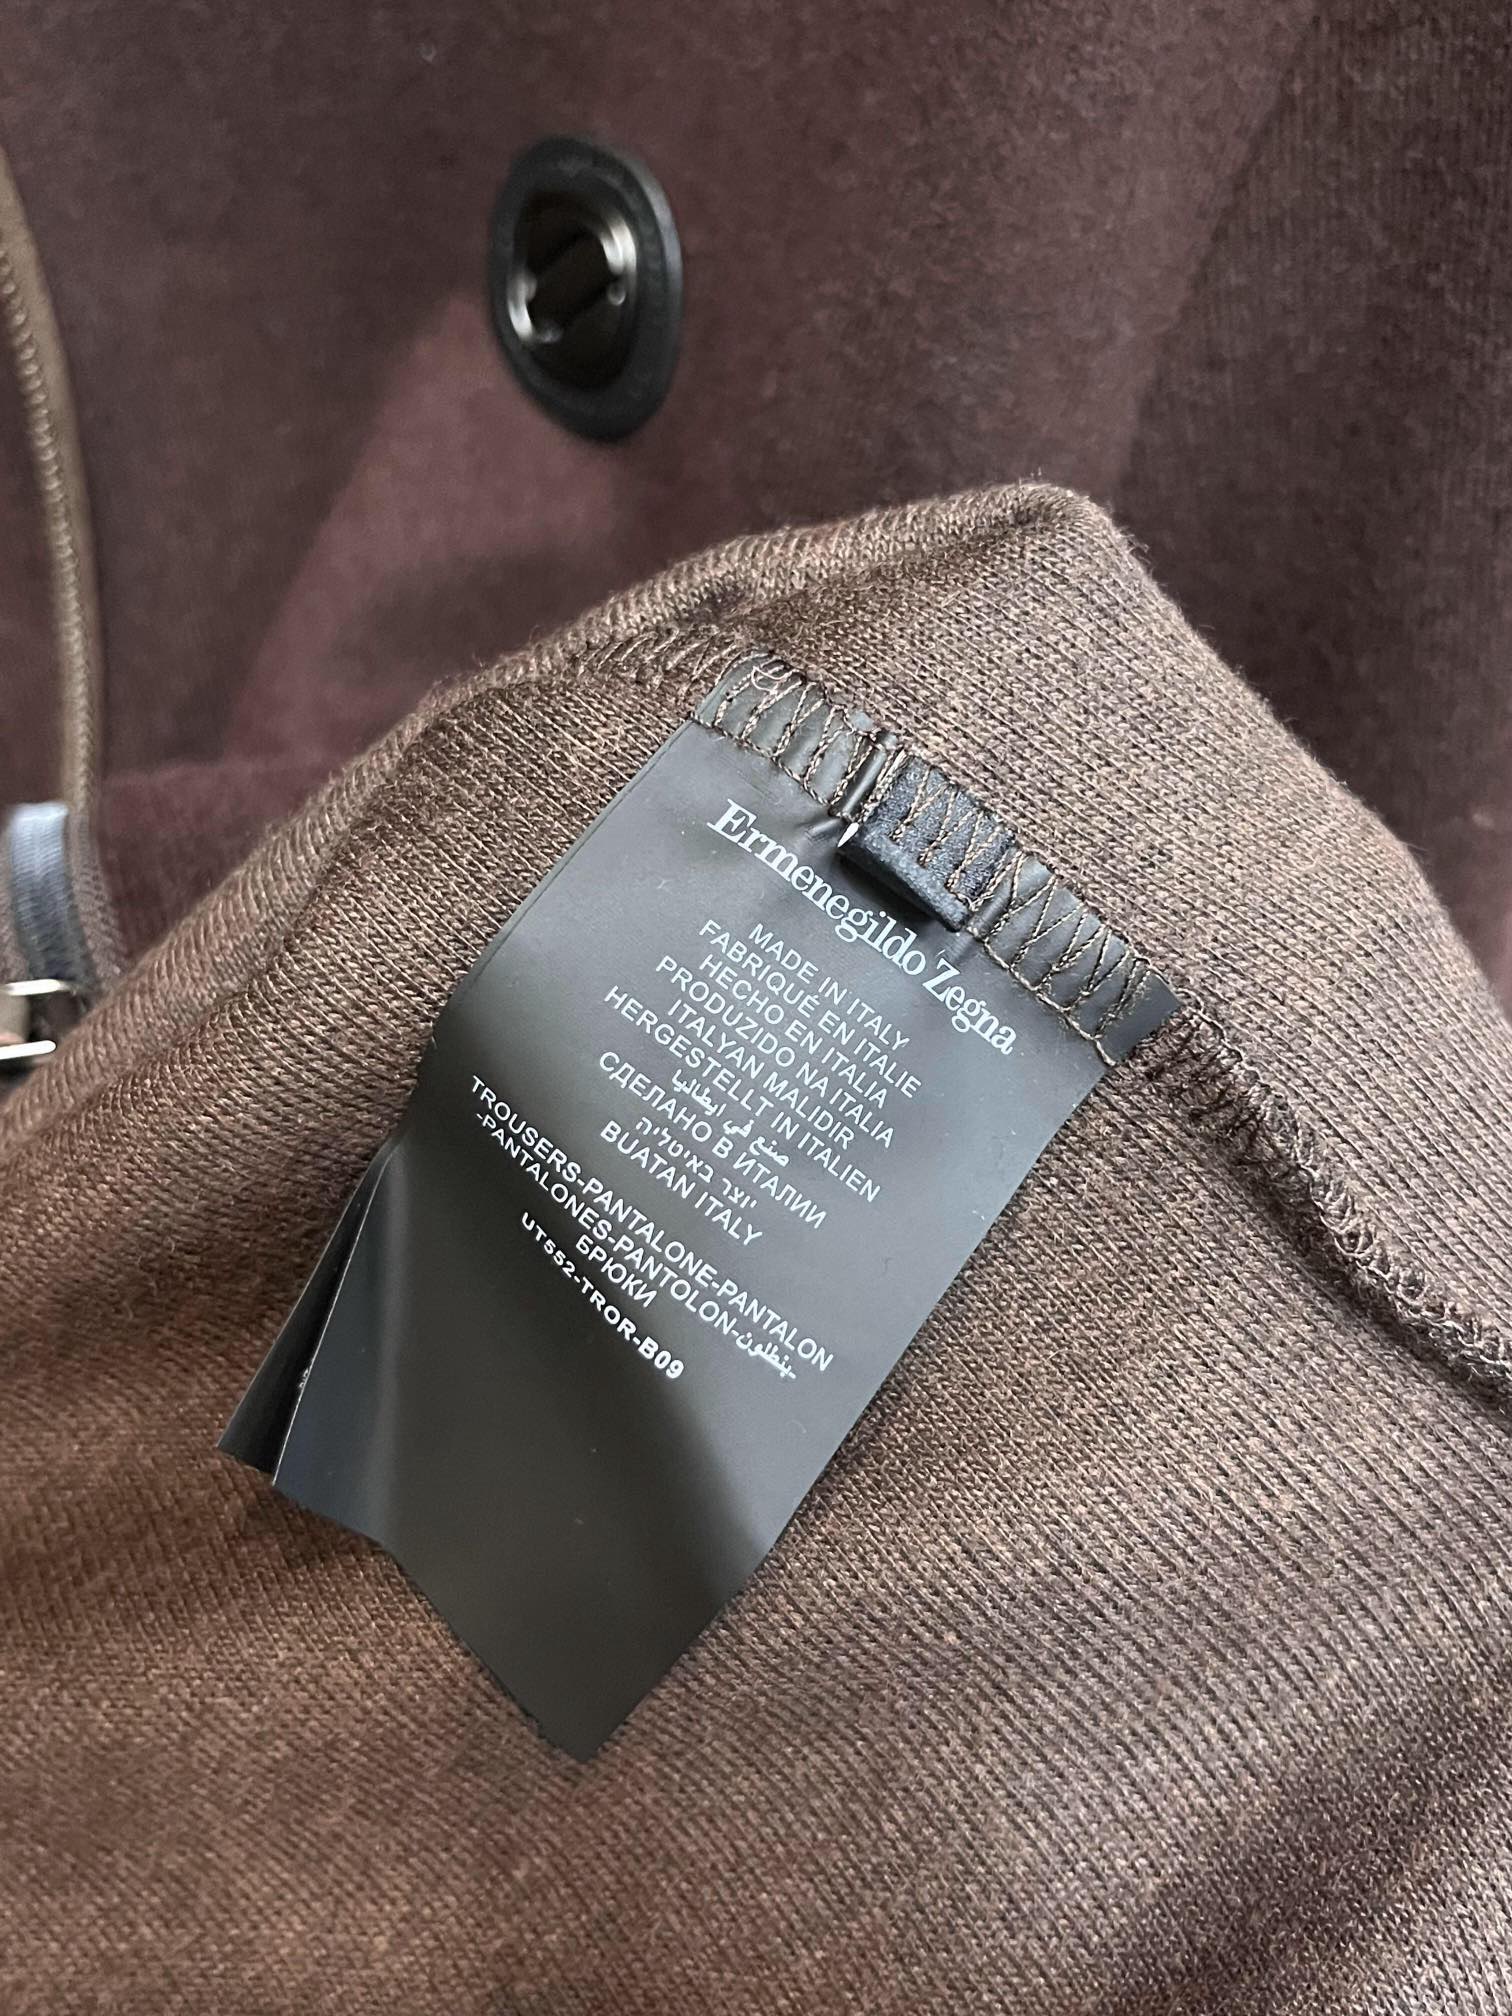 Ermenegildo Zegna
MADE IN ITALY
FABRIQUÉ EN ITALIE
HECHO EN ITALIA
PRODUZIDO NA ITALIA
ITALYAN MALIDIR
HERGESTELLT IN ITALIEN
صنع في ايطاليا
СДЕЛАНО В ИТАЛИИ
יוצר באיטליה
BUATAN ITALY
TROUSERS-PANTALONE-PANTALON
-PANTALONES-PANTOLON-بنطلون-
БРЮКИ
UT552-TROR-B09